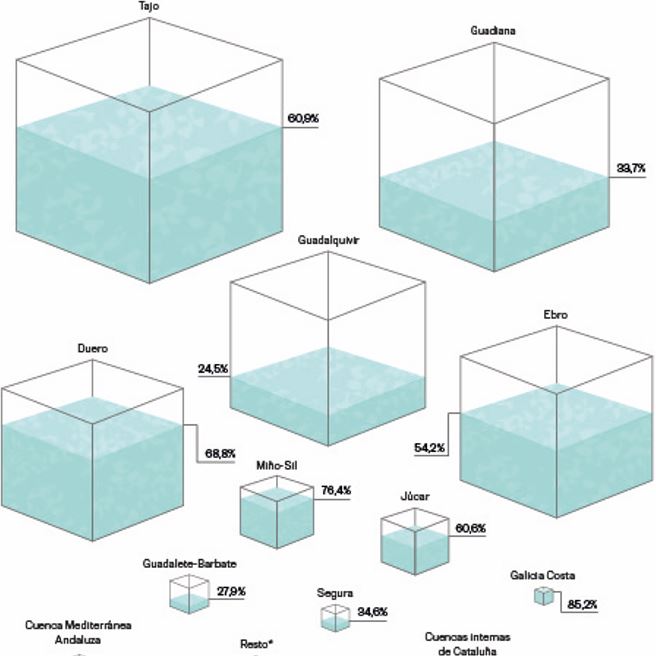 Tajo
Guadiana
60,9%
33,7%
Guadalquivir
Ebro
Duero
24,5%
54,2%
68,8%
Miño-Sil
76,4%
Júcar
60,6%
Guadalete-Barbate
27,9%
Galicia Costa
85,2%
Segura
34,6%
Cuenca Mediterránea
Andaluza
Resto*
Cuencas internas
de Cataluña